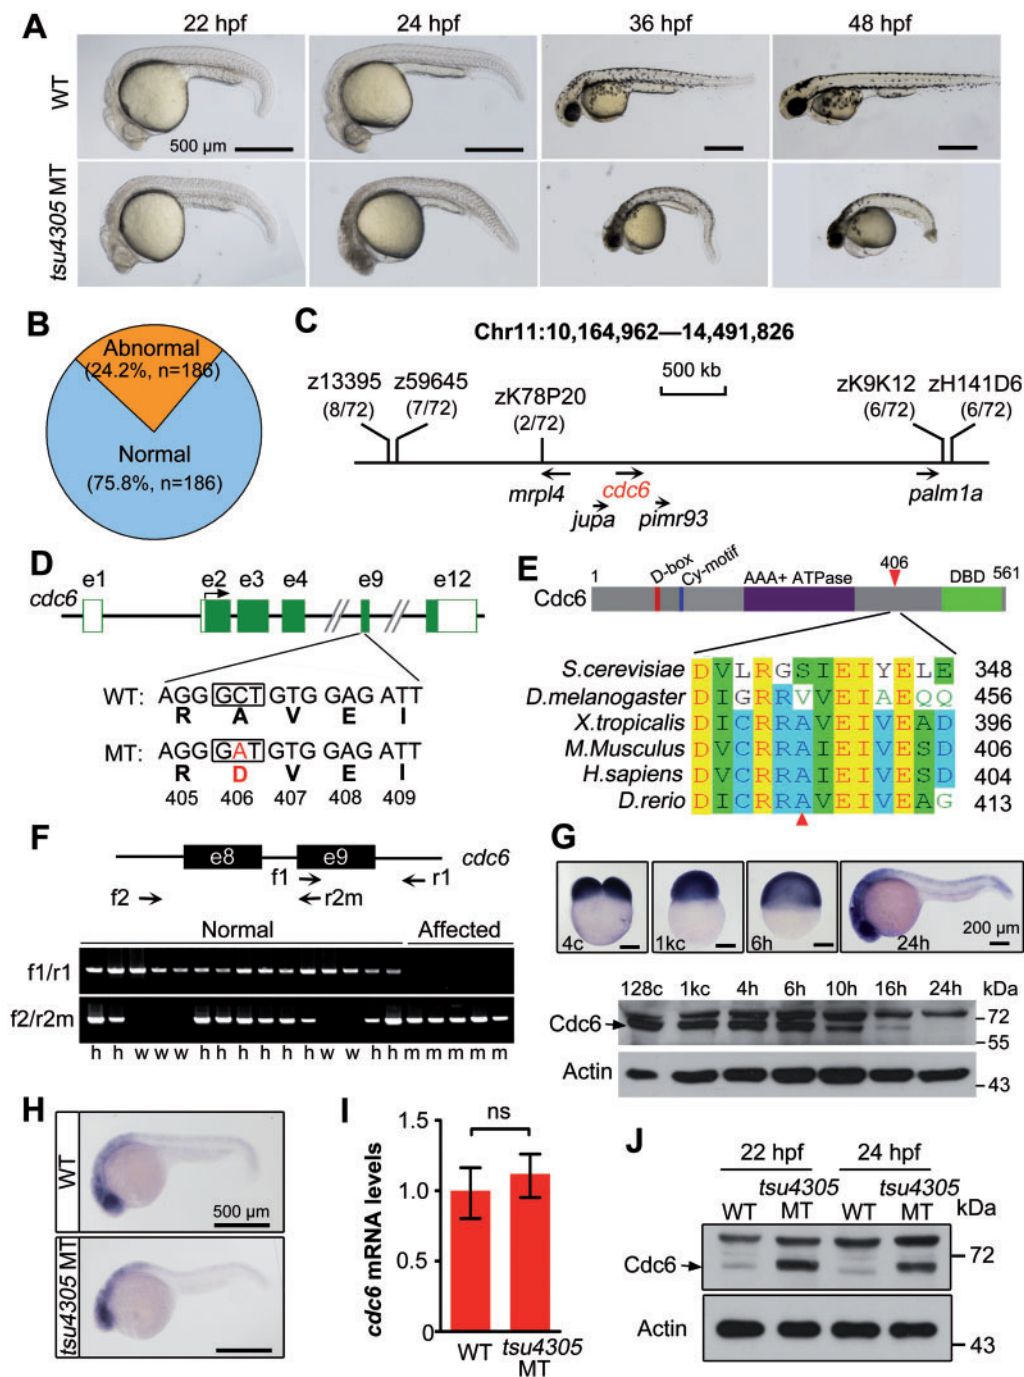 A
22 hpf 24 hpf 36 hpf 48 hpf
WT
500 µm
tsu4305 MT
B
Abnormal
(24.2%, n=186)
Normal
(75.8%, n=186)
C
Chr11:10,164,962—14,491,826
500 kb
z13395 z59645 zK78P20 zK9K12 zH141D6
(8/72) (7/72) (2/72) (6/72) (6/72)
mrpl4 cdc6 palm1a
jupa pimr93
D
e1 e2 e3 e4 e9 e12
cdc6
WT: AGG GCT GTG GAG ATT
R A V E I
MT: AGG GAT GTG GAG ATT
R D V E I
405 406 407 408 409
E
1 D-box Cy-motif AAA+ ATPase 406 DBD 561
Cdc6
S.cerevisiae DVLRGSIEIYELE 348
D.melanogaster DIGRRVVEIAEQQ 456
X.tropicalis DICRRAVEIVEAD 396
M.Musculus DVCRRAIEIVESD 406
H.sapiens DVCRRAIEIVESD 404
D.rerio DICRRAVEIVEAG 413
F
e8 e9 cdc6
f1 r1
f2 r2m
Normal Affected
f1/r1
f2/r2m
h h w w w h h h h h h w w h h m m m m m
G
4c 1kc 6h 24h 200 µm
128c 1kc 4h 6h 10h 16h 24h kDa
Cdc6 72
55
Actin 43
H
WT
500 µm
tsu4305 MT
I
cdc6 mRNA levels
1.5
1.0
0.5
0
ns
WT tsu4305
MT
J
22 hpf 24 hpf
tsu4305 tsu4305
WT MT WT MT kDa
72
Cdc6
Actin
43